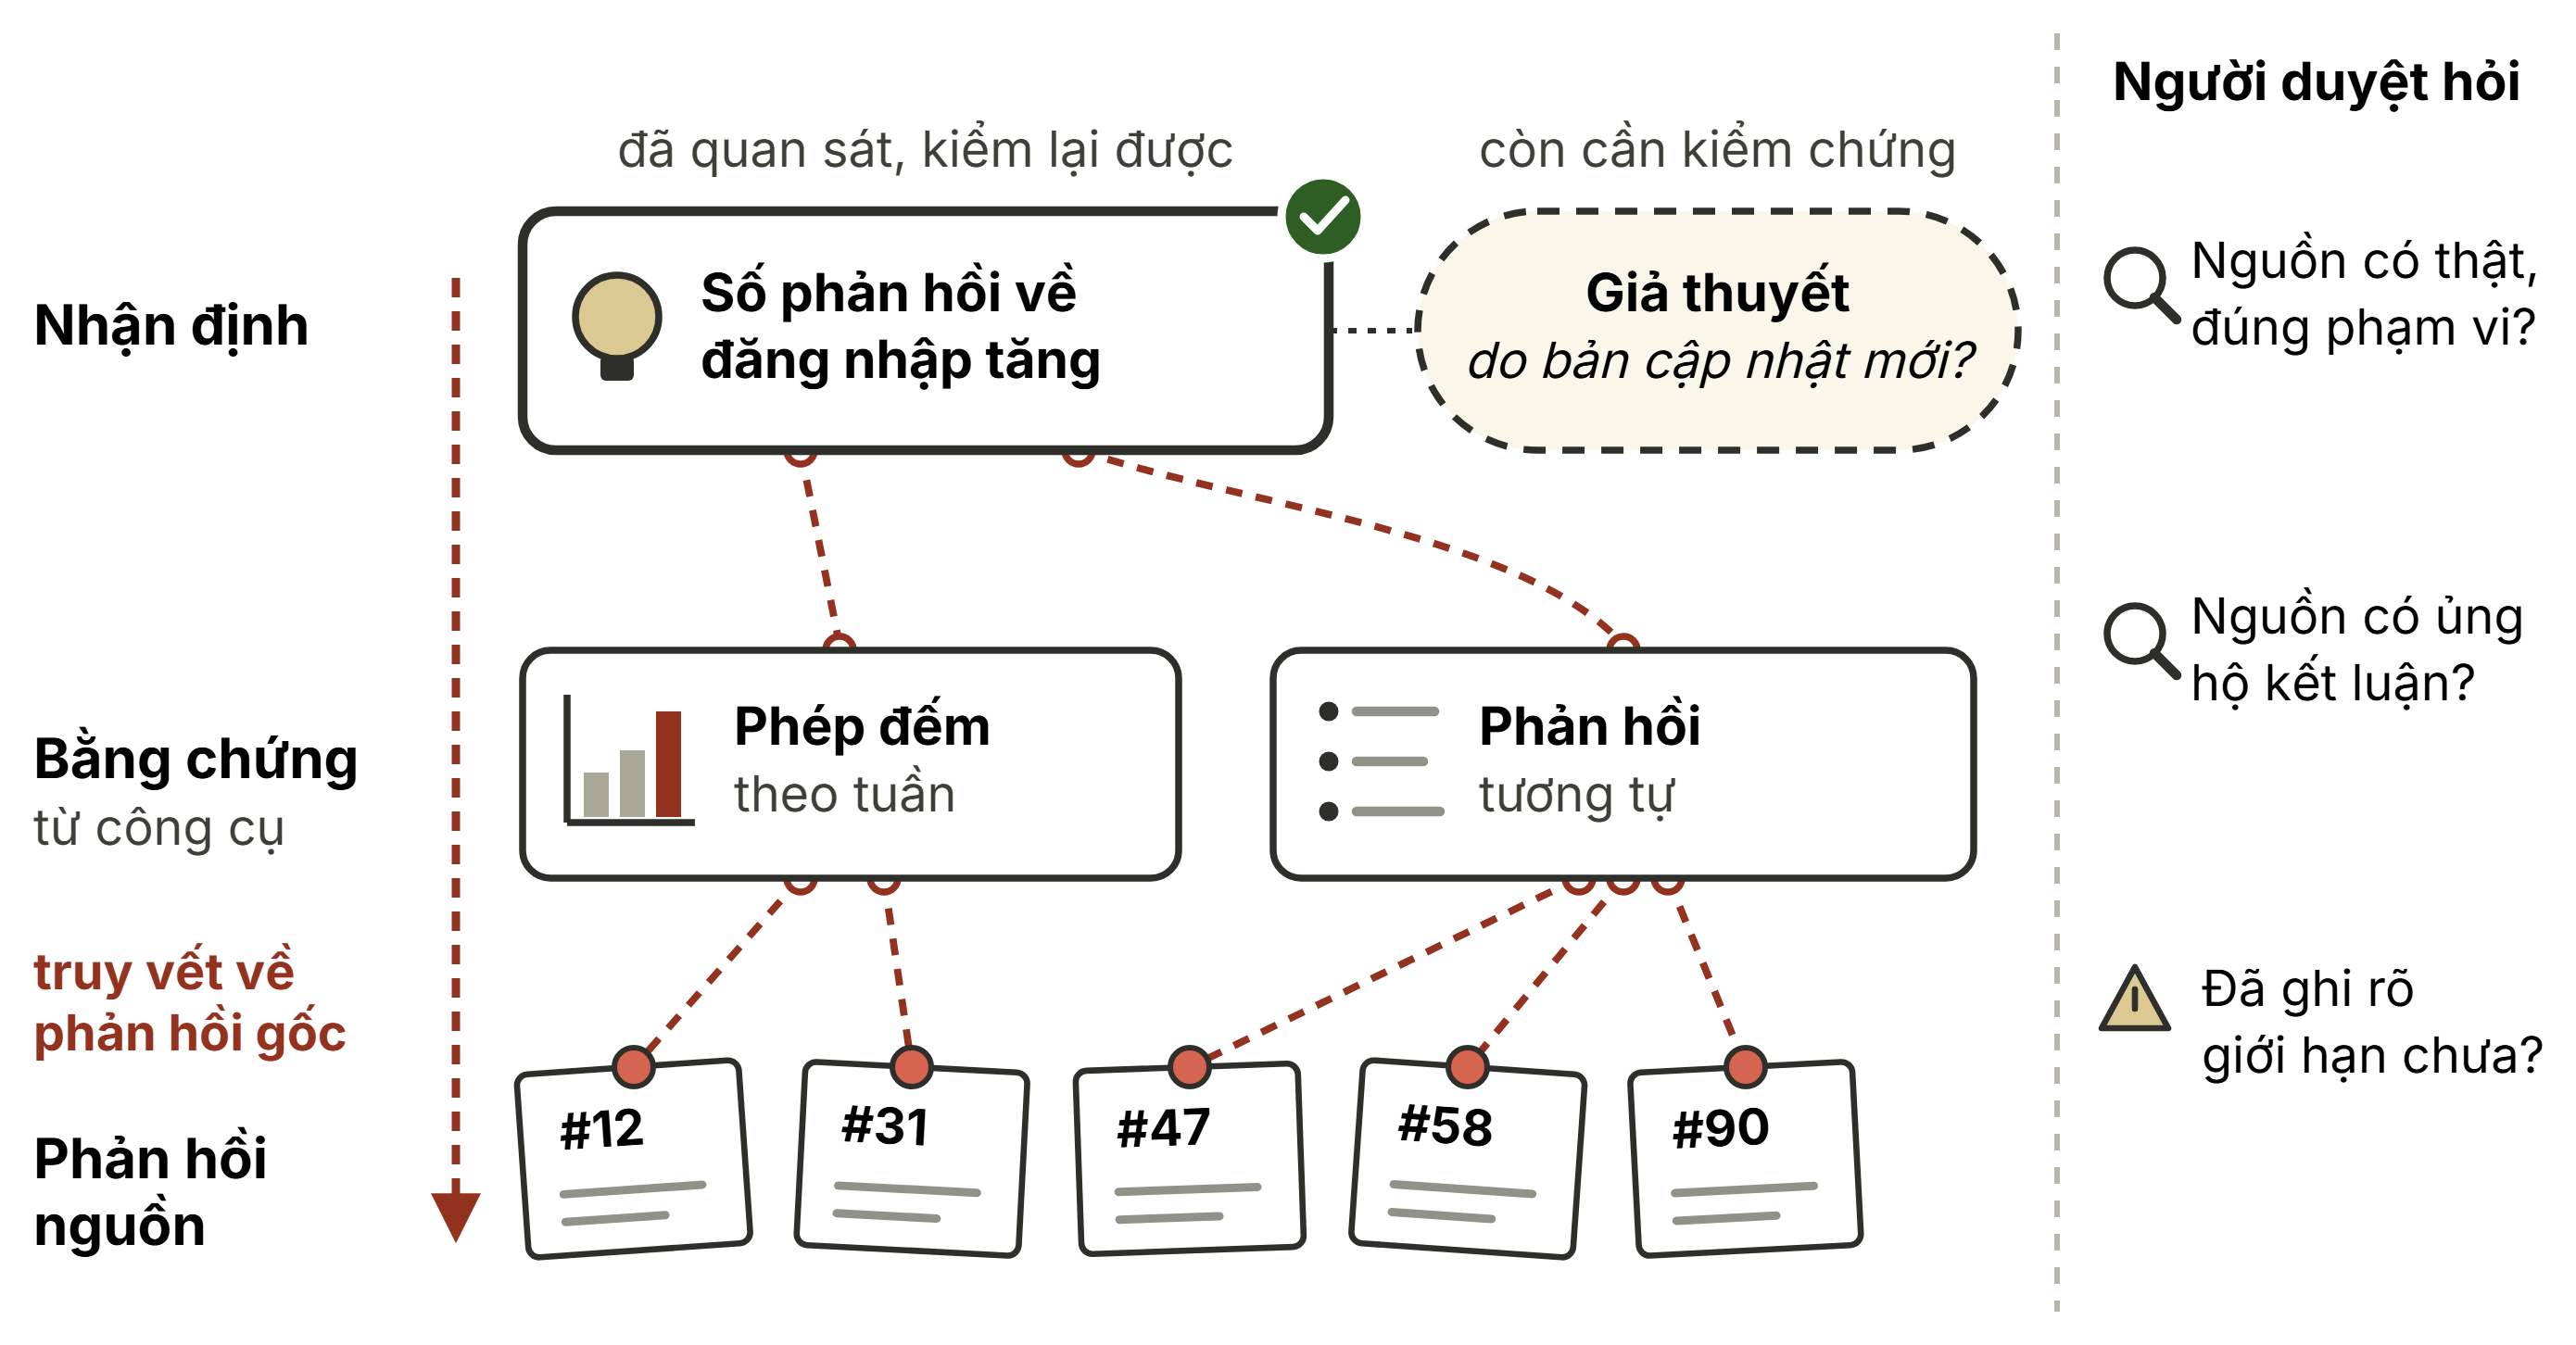 Người duyệt hỏi
đã quan sát, kiểm lại được
còn cần kiểm chứng
Nhận định
Số phản hồi về
đăng nhập tăng
Giả thuyết
do bản cập nhật mới?
Nguồn có thật,
đúng phạm vi?
Bằng chứng
từ công cụ
Phép đếm
theo tuần
Phản hồi
tương tự
Nguồn có ủng
hộ kết luận?
truy vết về
phản hồi gốc
Đã ghi rõ
giới hạn chưa?
Phản hồi
nguồn
#12
#31
#47
#58
#90